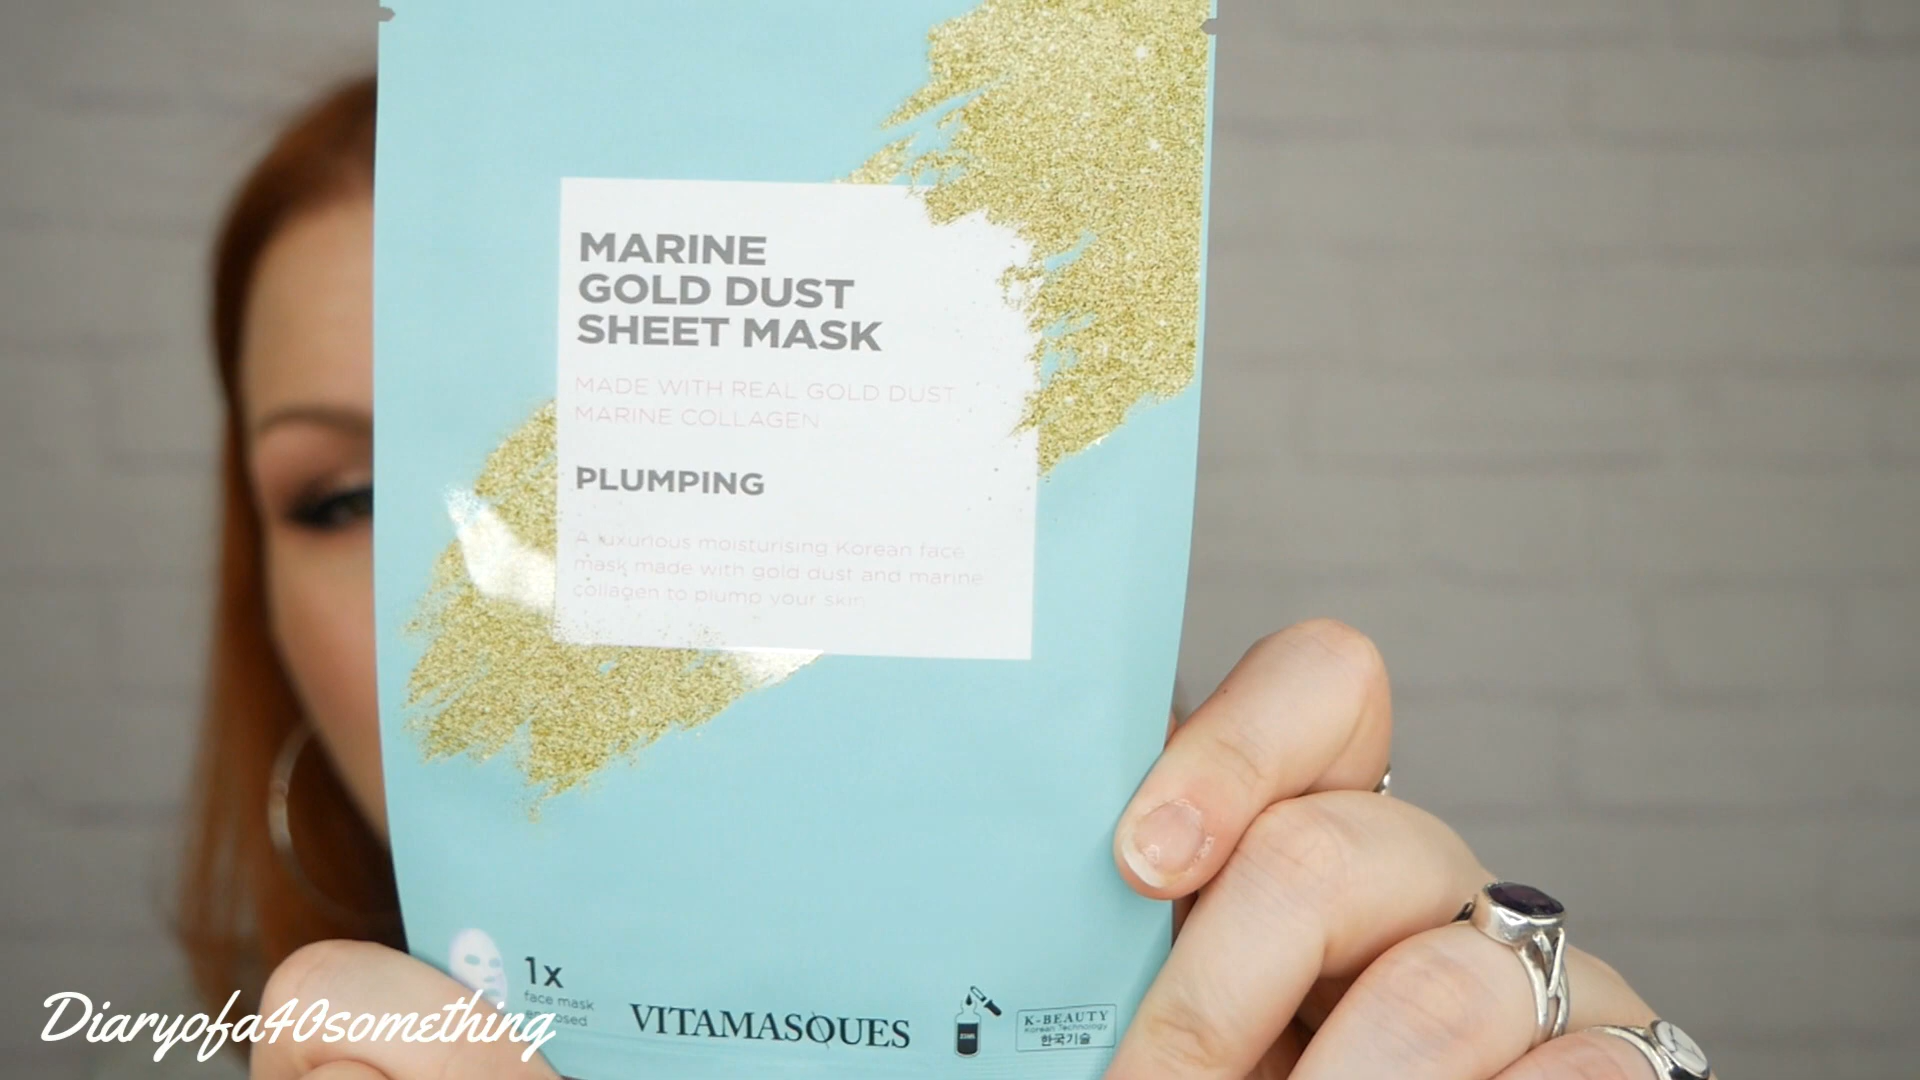 MARINE
GOLD DUST
SHEET MASK
MADE WITH REAL GOLD DUST
MARINE COLLAGEN
PLUMPING
A luxurious moisturising Korean face
mask made with gold dust and marine
collagen to plump your skin
1x
face mask
VITAMASQUES
K-BEAUTY
Korean Technology
한국기술
Diaryofa40something